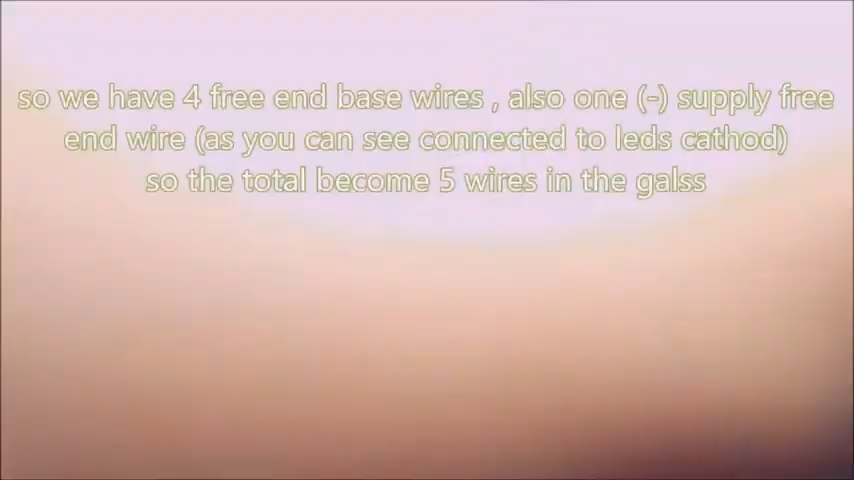 so we have 4 free end base wires , also one (-) supply free
end wire (as you can see connected to leds cathod)
so the total become 5 wires in the galss